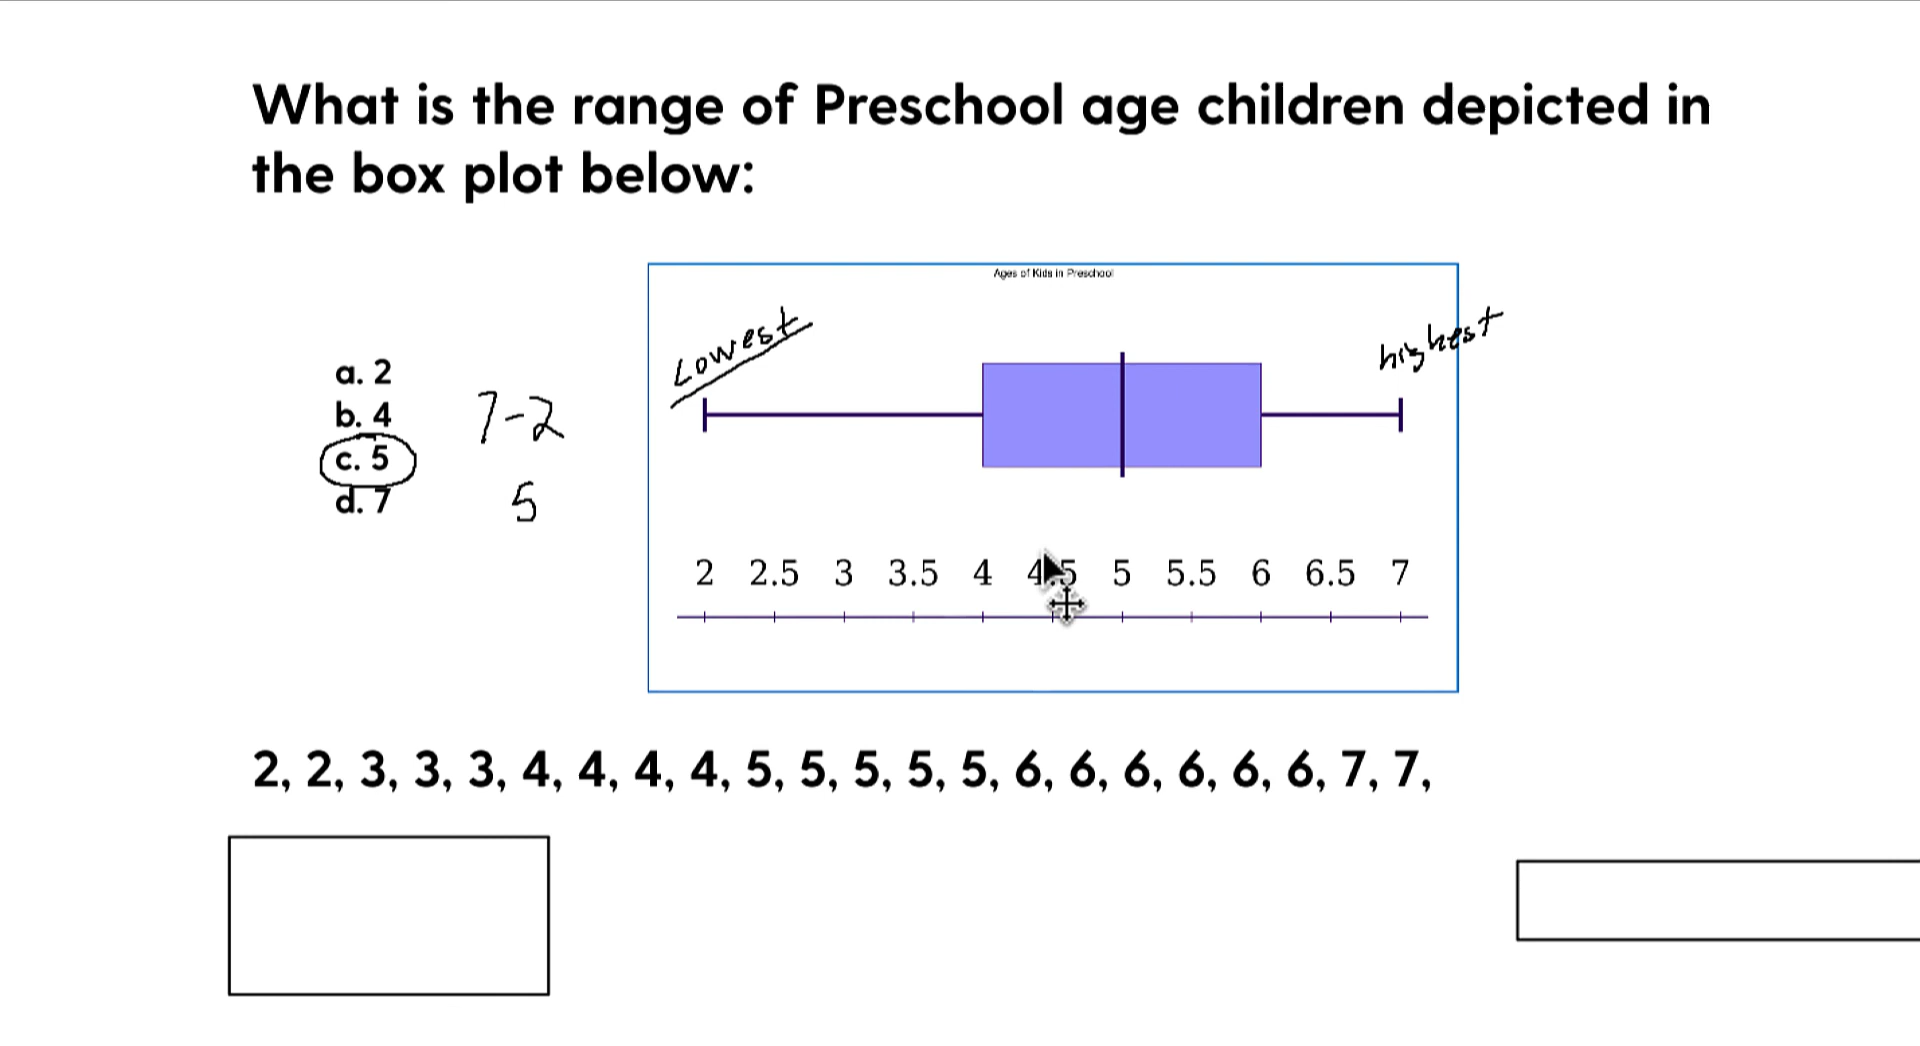 What is the range of Preschool age children depicted in
the box plot below:
Ages of Kids in Preschool
Lowest
highest
a. 2
b. 4
c. 5
d. 7
7-2
5
2 2.5 3 3.5 4 4.5 5 5.5 6 6.5 7
2, 2, 3, 3, 3, 4, 4, 4, 4, 5, 5, 5, 5, 5, 6, 6, 6, 6, 6, 6, 7, 7,